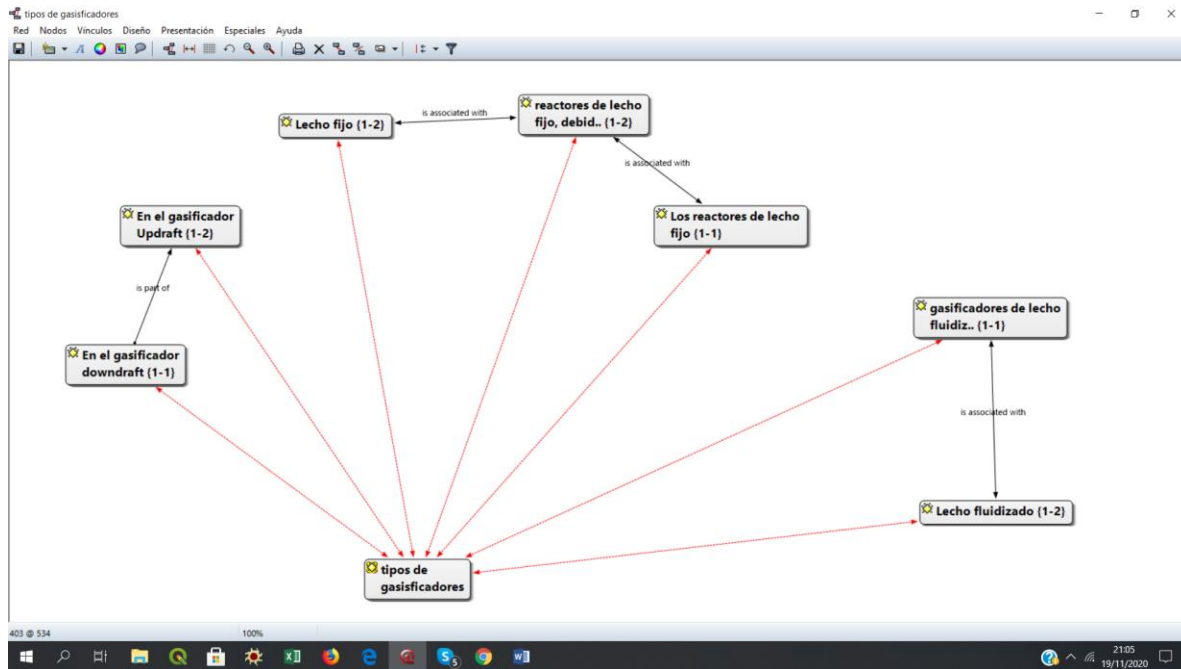 tipos de gasisficadores
Red Nodos Vínculos Diseño Presentación Especiales Ayuda
is associated with
reactores de lecho
fijo, debid.. {1-2}
Lecho fijo {1-2}
is associated with
En el gasificador
Updraft {1-2}
Los reactores de lecho
fijo {1-1}
is part of
gasificadores de lecho
fluidiz.. {1-1}
En el gasificador
downdraft {1-1}
is associated with
Lecho fluidizado {1-2}
tipos de
gasisficadores
403 @ 534
100%
21:05
19/11/2020